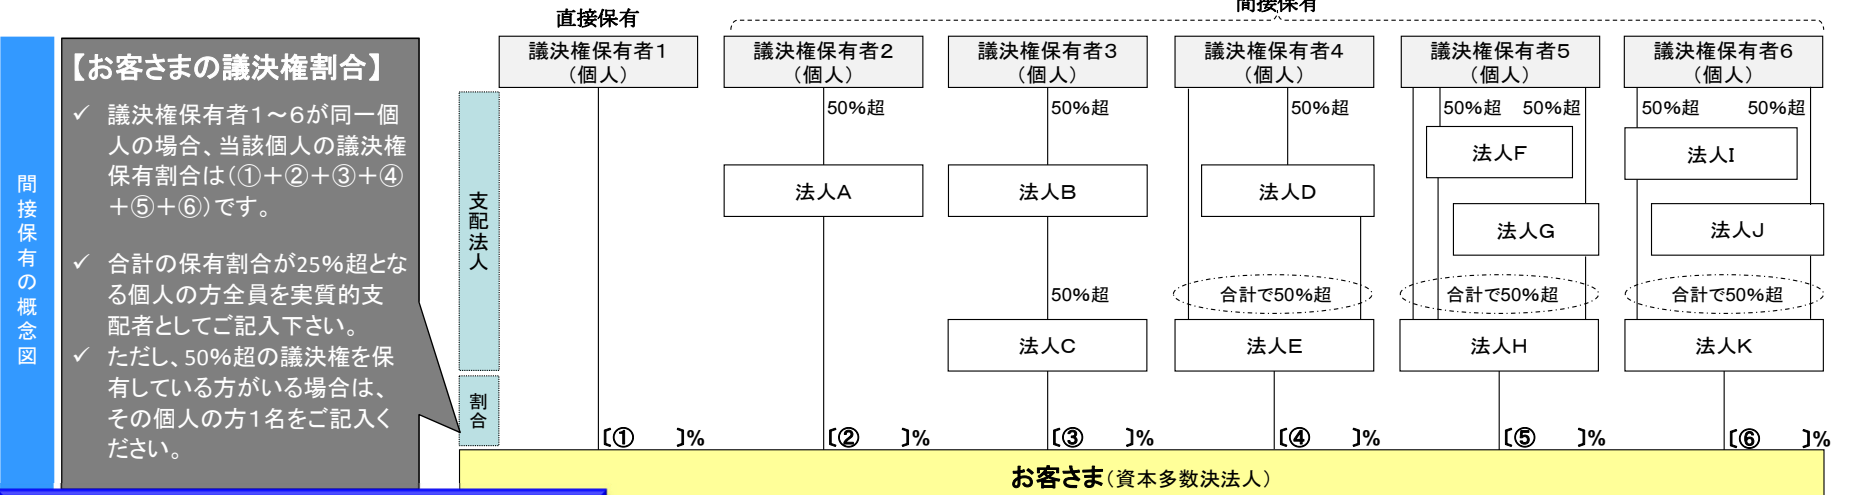 直接保有
間接保有
間接保有の概念図
【お客さまの議決権割合】
✓ 議決権保有者1～6が同一個
人の場合、当該個人の議決権
保有割合は(①＋②＋③＋④
＋⑤＋⑥)です。
✓ 合計の保有割合が25%超とな
る個人の方全員を実質的支
配者としてご記入下さい。
✓ ただし、50%超の議決権を保
有している方がいる場合は、
その個人の方1名をご記入く
ださい。
支配法人
割合
議決権保有者1
(個人)
議決権保有者2
(個人)
議決権保有者3
(個人)
議決権保有者4
(個人)
議決権保有者5
(個人)
議決権保有者6
(個人)
50%超
50%超
50%超
50%超 50%超
50%超 50%超
法人F
法人I
法人A
法人B
法人D
法人G
法人J
50%超
合計で50%超
合計で50%超
合計で50%超
法人C
法人E
法人H
法人K
〔① 〕%
〔② 〕%
〔③ 〕%
〔④ 〕%
〔⑤ 〕%
〔⑥ 〕%
お客さま(資本多数決法人)